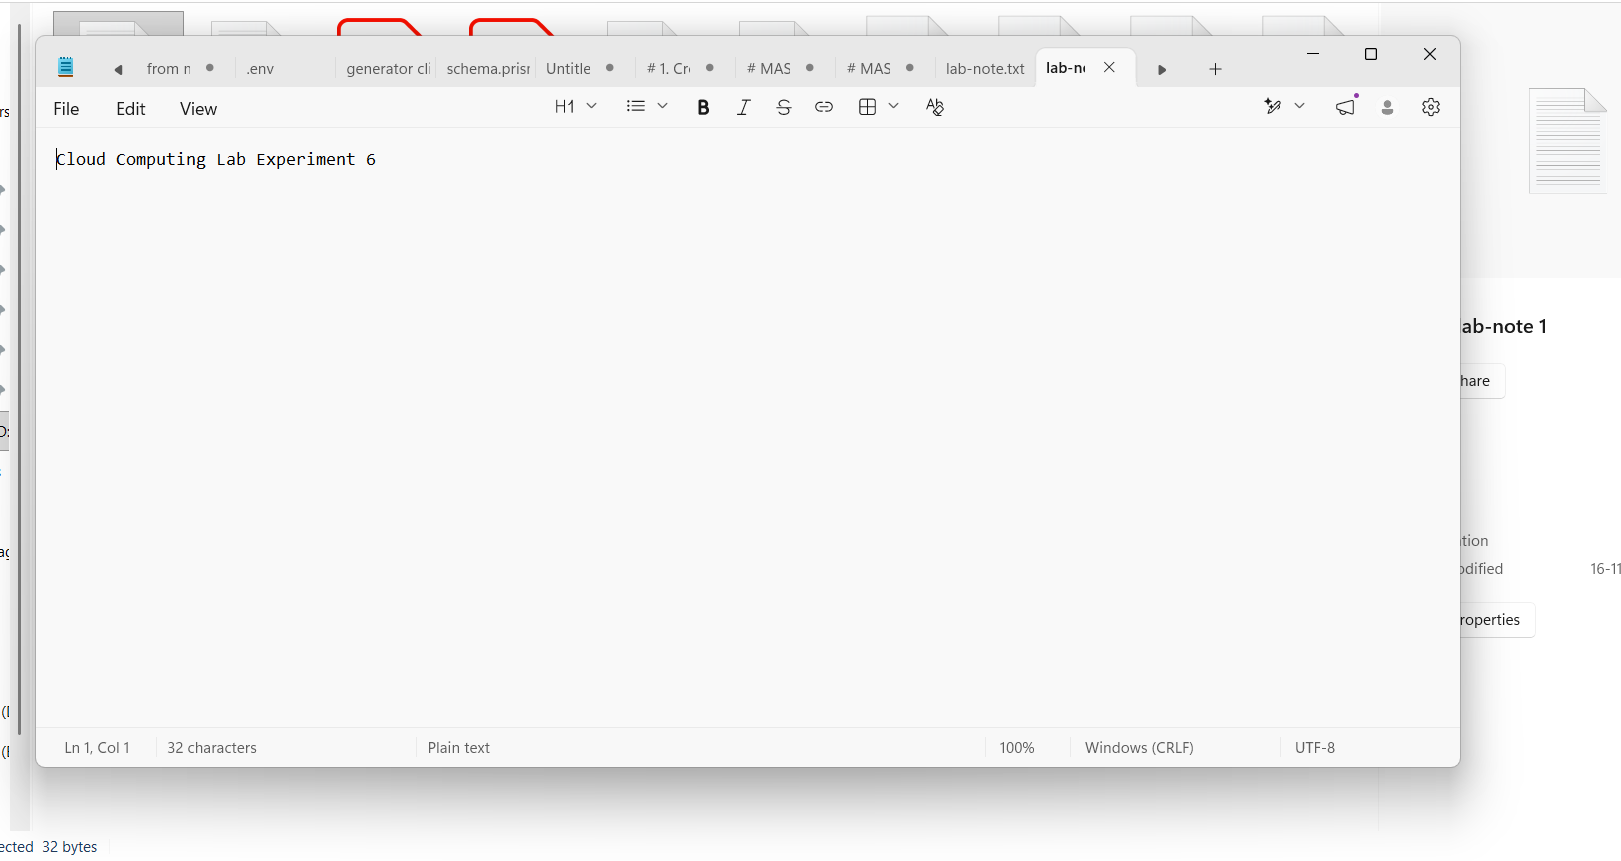 from n
.env
generator cli
schema.prisr
Untitle
# 1. Cr
# MAS
# MAS
lab-note.txt
lab-n
File
Edit
View
H1
Cloud Computing Lab Experiment 6
ab-note 1
hare
tion
odified
16-11
roperties
Ln 1, Col 1
32 characters
Plain text
100%
Windows (CRLF)
UTF-8
ected
32 bytes